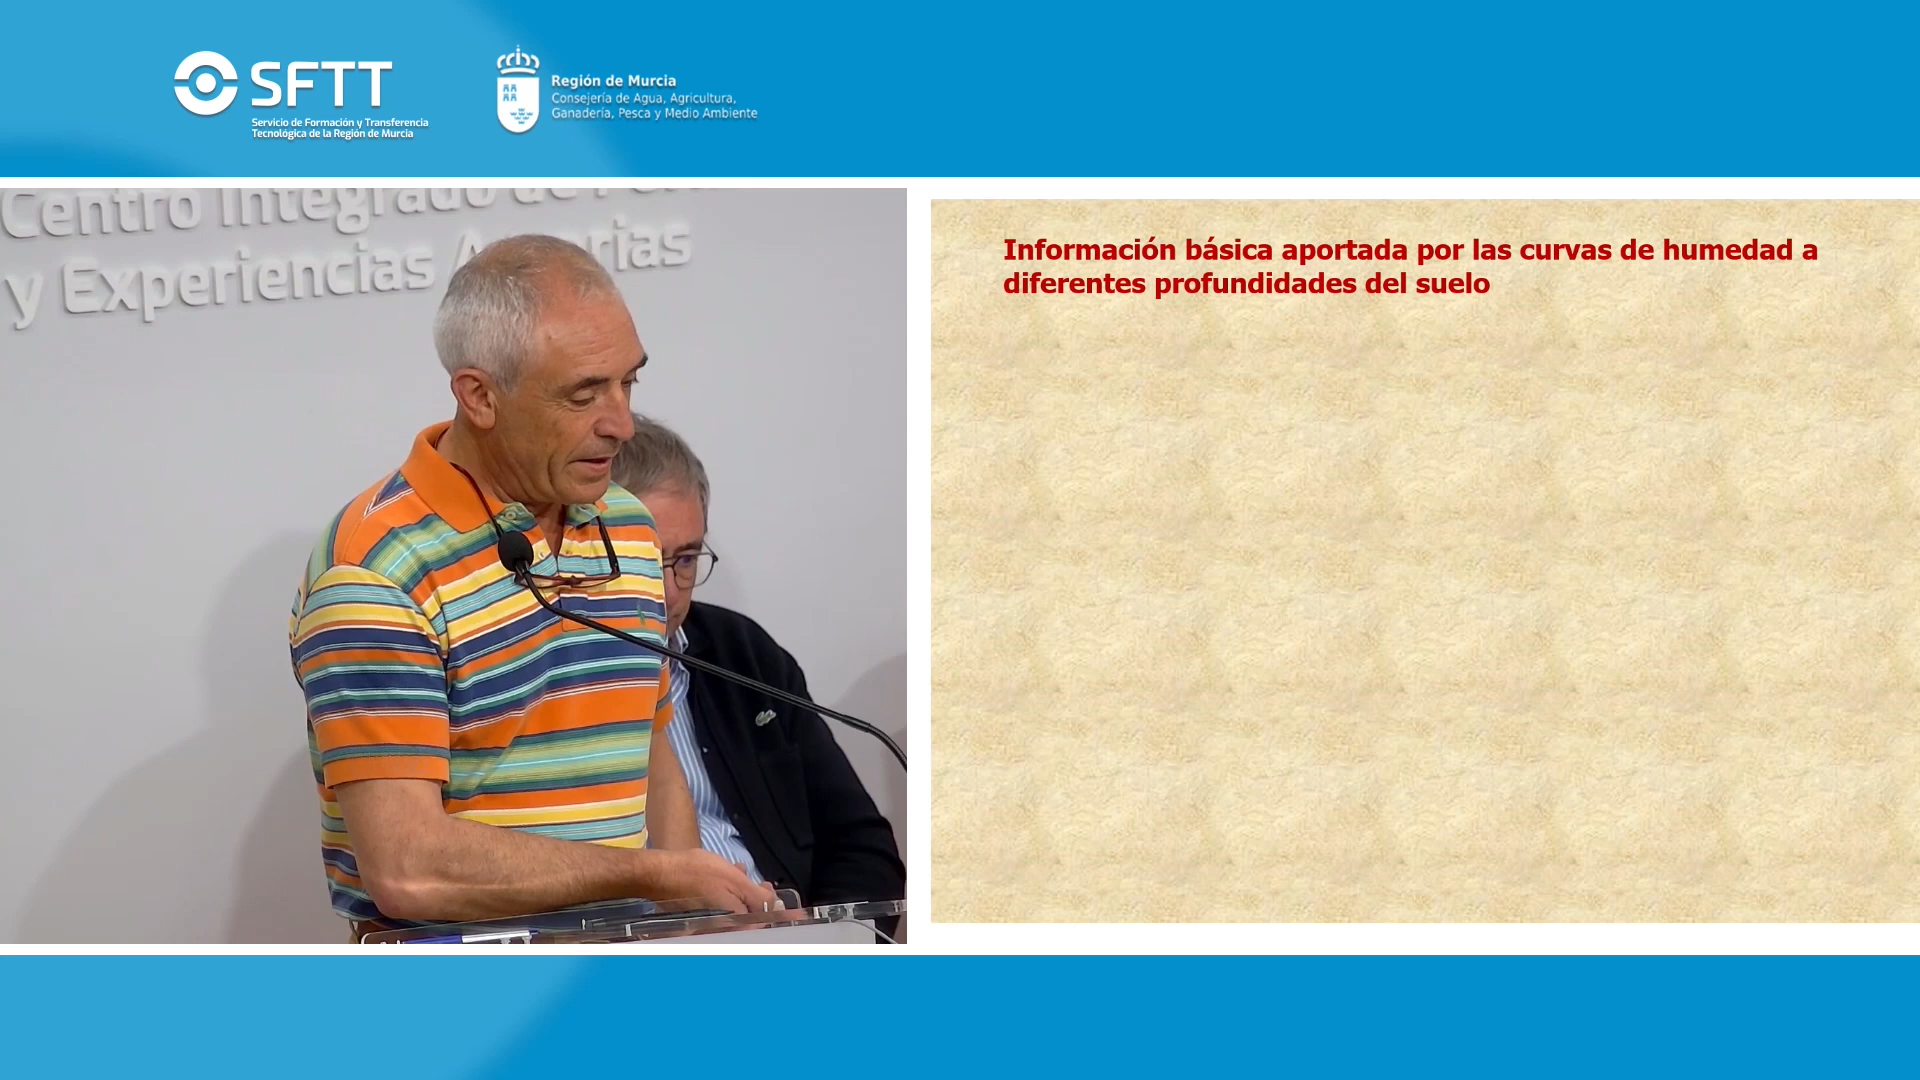 SFTT
Servicio de Formación y Transferencia
Tecnológica de la Región de Murcia
Región de Murcia
Consejería de Agua, Agricultura,
Ganadería, Pesca y Medio Ambiente
Centro Integrado de
y Experiencias
Información básica aportada por las curvas de humedad a
diferentes profundidades del suelo